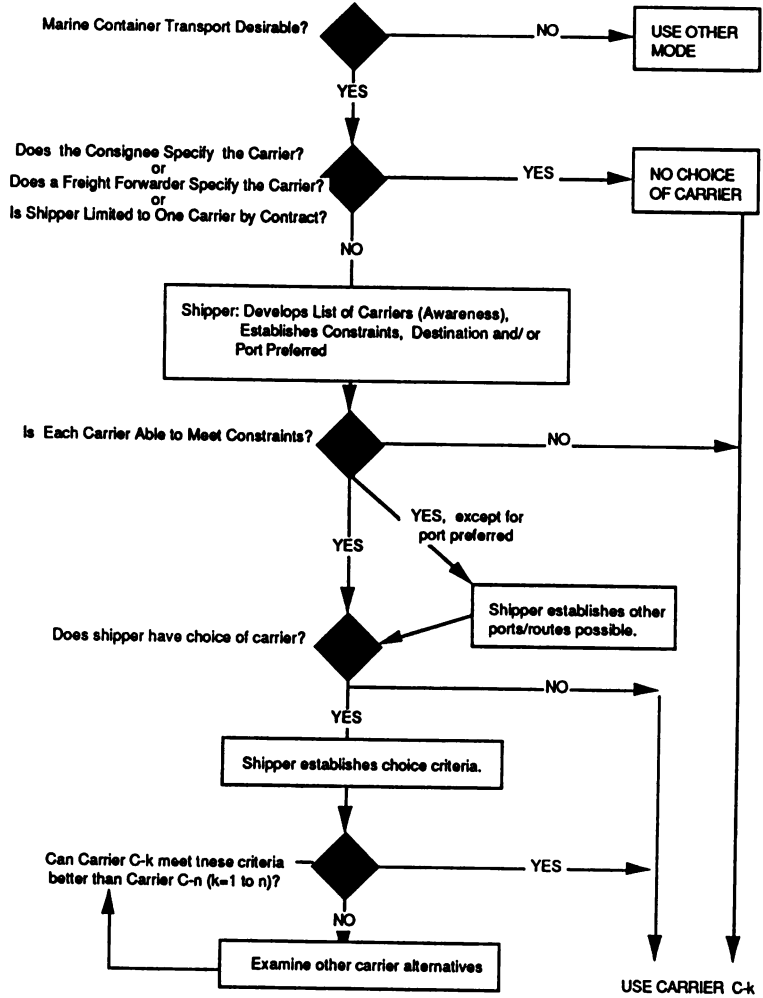 Marine Container Transport Desirable?
NO
USE OTHER
MODE
YES
Does the Consignee Specify the Carrier?
or
Does a Freight Forwarder Specify the Carrier?
or
Is Shipper Limited to One Carrier by Contract?
YES
NO CHOICE
OF CARRIER
NO
Shipper: Develops List of Carriers (Awareness),
Establishes Constraints, Destination and/ or
Port Preferred
Is Each Carrier Able to Meet Constraints?
NO
YES, except for
port preferred
YES
Shipper establishes other
ports/routes possible.
Does shipper have choice of carrier?
NO
YES
Shipper establishes choice criteria.
Can Carrier C-k meet tnese criteria
better than Carrier C-n (k=1 to n)?
YES
NO
Examine other carrier alternatives
USE CARRIER C-k